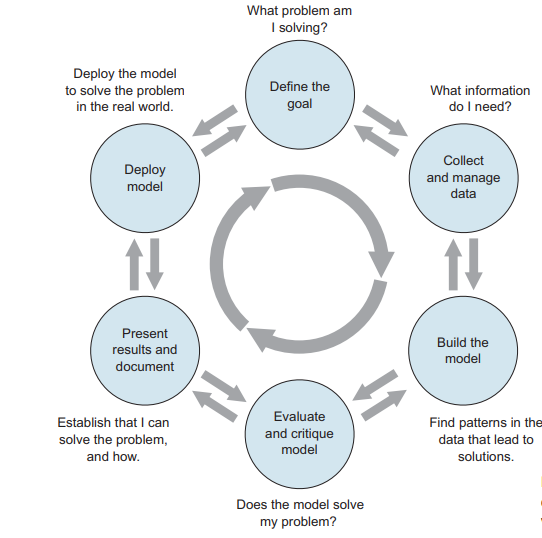 What problem am
I solving?
Define the
goal
What information
do I need?
Collect
and manage
data
Build the
model
Find patterns in the
data that lead to
solutions.
Evaluate
and critique
model
Does the model solve
my problem?
Present
results and
document
Establish that I can
solve the problem,
and how.
Deploy
model
Deploy the model
to solve the problem
in the real world.